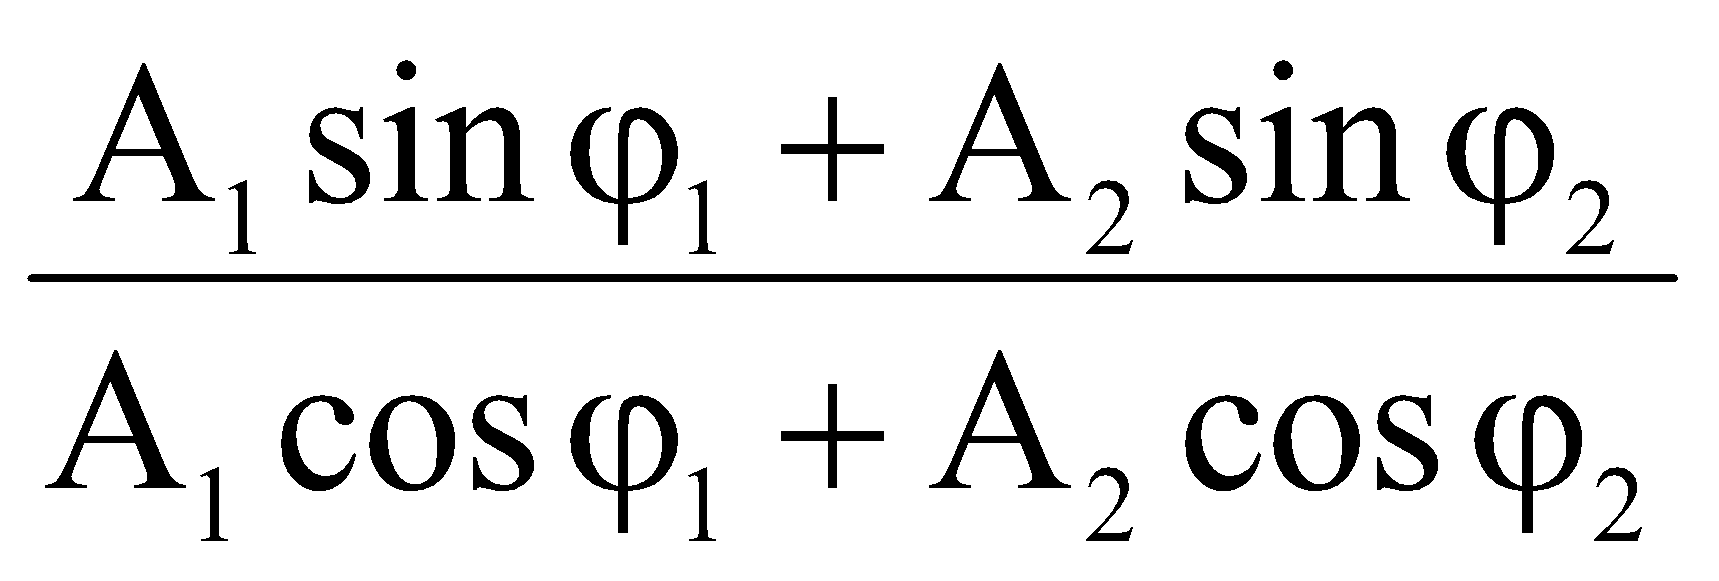 A₁ sin φ₁ + A₂ sin φ₂
A₁ cos φ₁ + A₂ cos φ₂